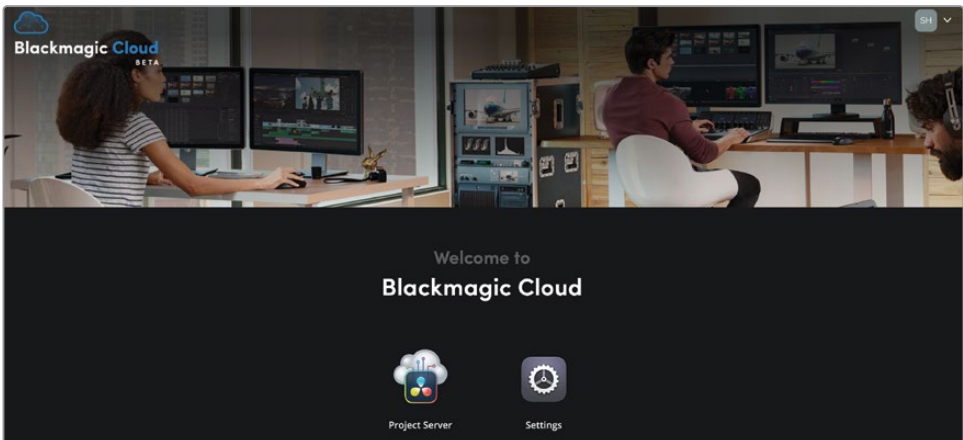 Blackmagic Cloud
BETA
SH
Welcome to
Blackmagic Cloud
Project Server
Settings